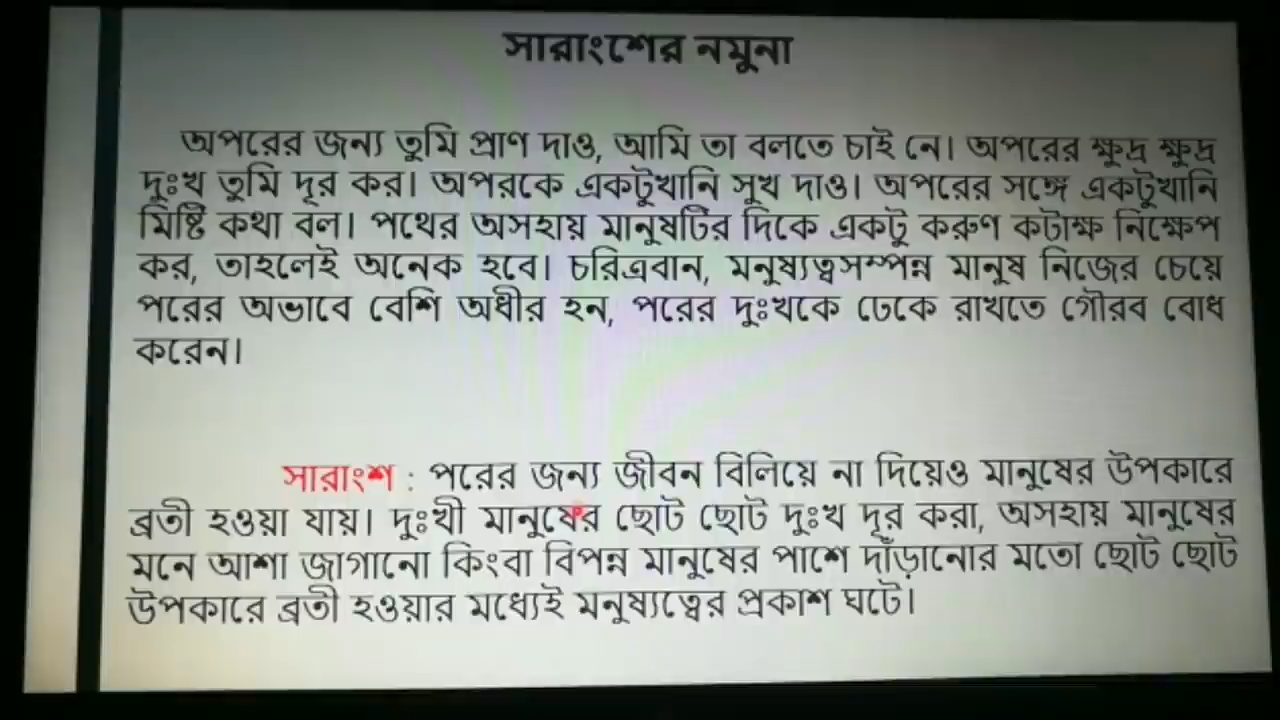 সারাংশের নমুনা
অপরের জন্য তুমি প্রাণ দাও, আমি তা বলতে চাই নে। অপরের ক্ষুদ্র ক্ষুদ্র
দুঃখ তুমি দূর কর। অপরকে একটুখানি সুখ দাও। অপরের সঙ্গে একটুখানি
মিষ্টি কথা বল। পথের অসহায় মানুষটির দিকে একটু করুণ কটাক্ষ নিক্ষেপ
কর, তাহলেই অনেক হবে। চরিত্রবান, মনুষ্যত্বসম্পন্ন মানুষ নিজের চেয়ে
পরের অভাবে বেশি অধীর হন, পরের দুঃখকে ঢেকে রাখতে গৌরব বোধ
করেন।
সারাংশ : পরের জন্য জীবন বিলিয়ে না দিয়েও মানুষের উপকারে
ব্রতী হওয়া যায়। দুঃখী মানুষের ছোট ছোট দুঃখ দূর করা, অসহায় মানুষের
মনে আশা জাগানো কিংবা বিপন্ন মানুষের পাশে দাঁড়ানোর মতো ছোট ছোট
উপকারে ব্রতী হওয়ার মধ্যেই মনুষ্যত্বের প্রকাশ ঘটে।